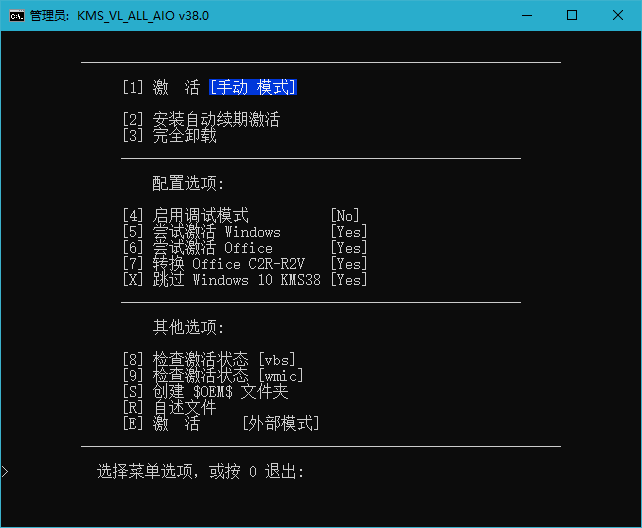 管理员: KMS_VL_ALL_AIO v38.0
[1] 激 活 [手动 模式]
[2] 安装自动续期激活
[3] 完全卸载
配置选项:
[4] 启用调试模式 [No]
[5] 尝试激活 Windows [Yes]
[6] 尝试激活 Office [Yes]
[7] 转换 Office C2R-R2V [Yes]
[X] 跳过 Windows 10 KMS38 [Yes]
其他选项:
[8] 检查激活状态 [vbs]
[9] 检查激活状态 [wmic]
[S] 创建 $OEM$ 文件夹
[R] 自述文件
[E] 激 活 [外部模式]
> 选择菜单选项, 或按 0 退出: